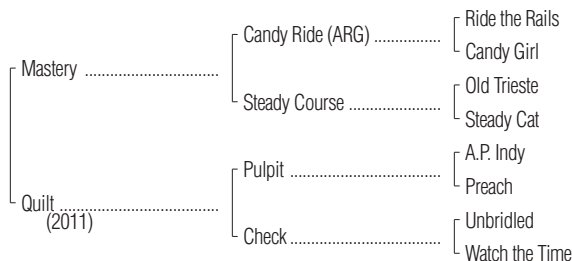 Ride the Rails
Candy Ride (ARG) ..................
Candy Girl
Mastery ....................................
Old Trieste
Steady Course .........................
Steady Cat
A.P. Indy
Pulpit ........................................
Preach
Quilt ...........................................
(2011)
Unbridled
Check ........................................
Watch the Time